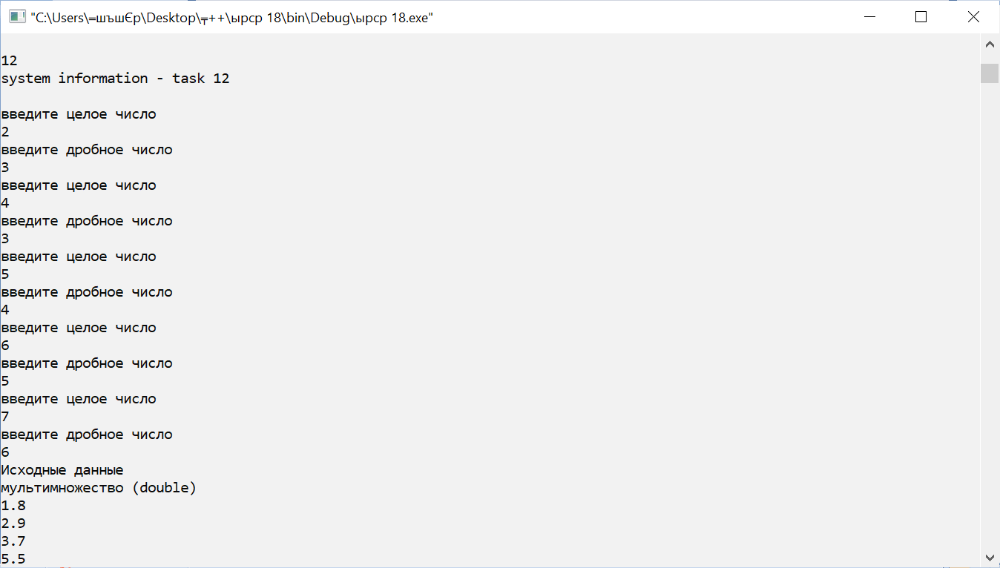 "C:\Users\═шъшЄр\Desktop\╤++\ырср 18\bin\Debug\ырср 18.exe"
12
system information - task 12
введите целое число
2
введите дробное число
3
введите целое число
4
введите дробное число
3
введите целое число
5
введите дробное число
4
введите целое число
6
введите дробное число
5
введите целое число
7
введите дробное число
6
Исходные данные
мультимножество (double)
1.8
2.9
3.7
5.5